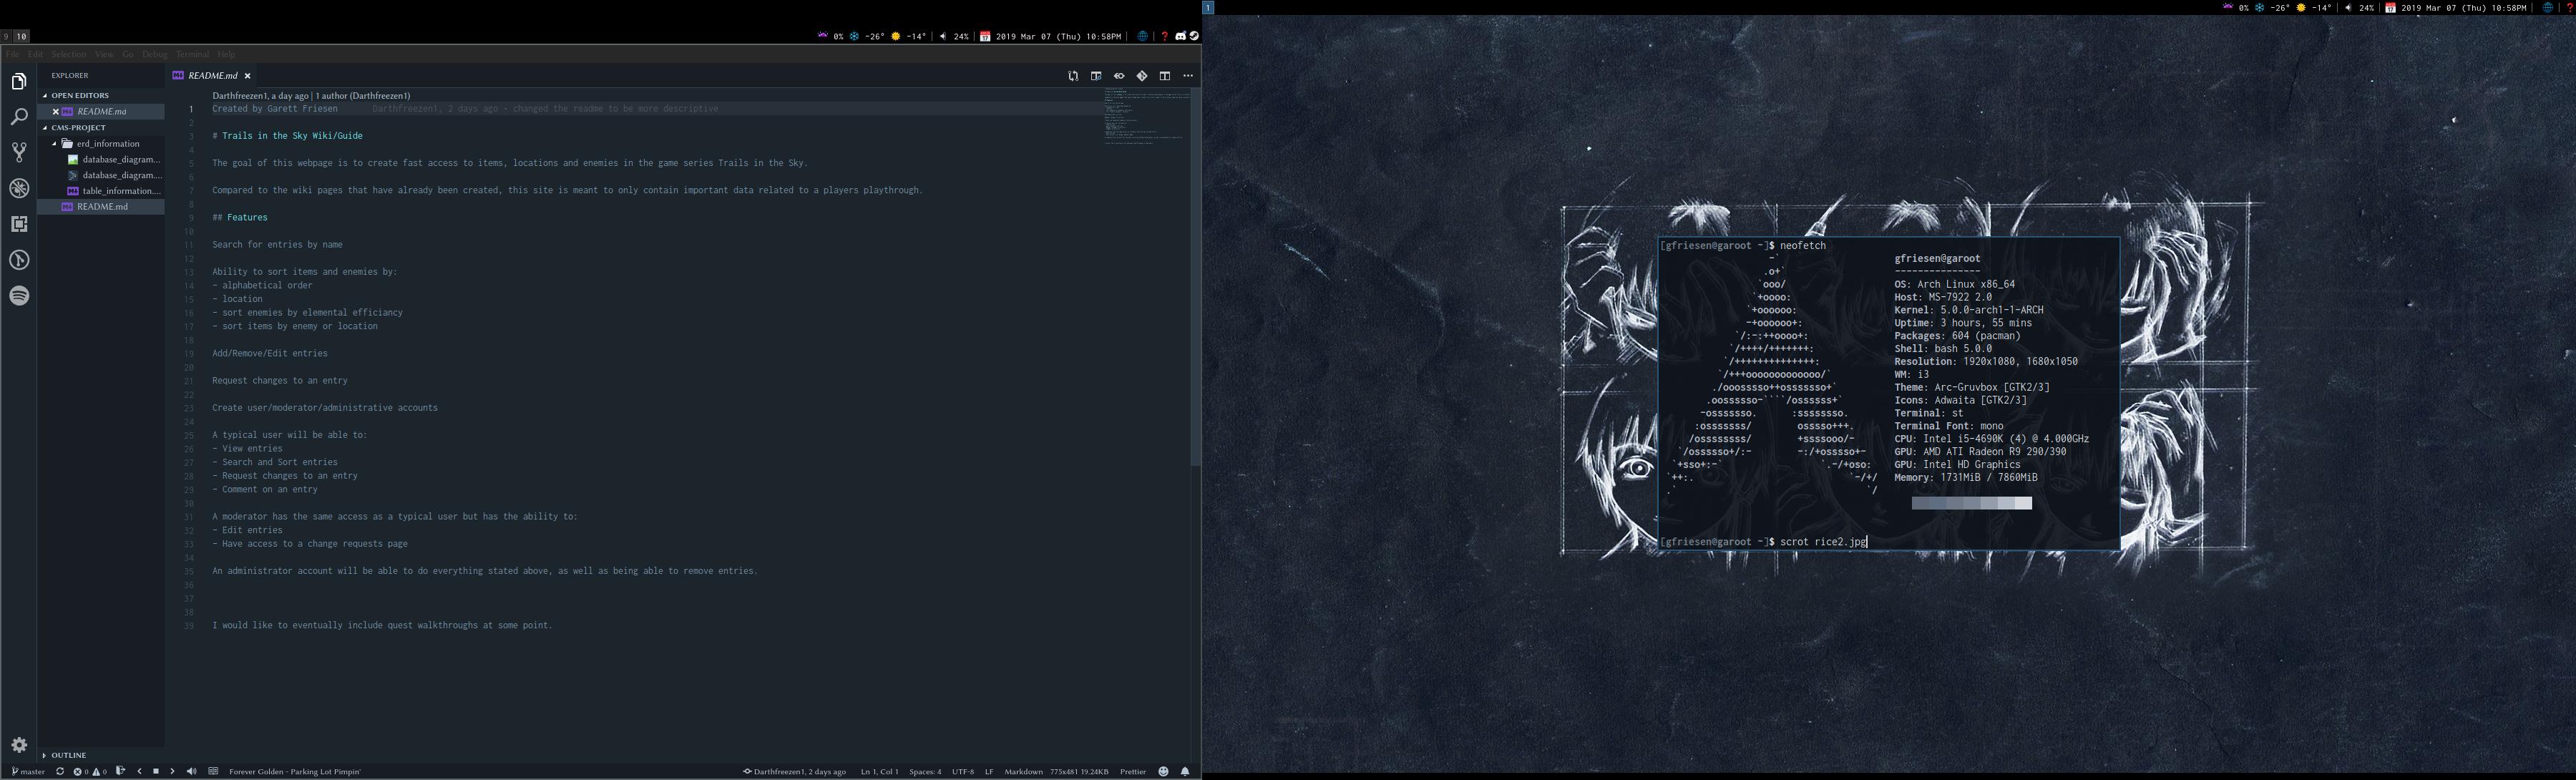 9 10
0% -26° -14° | 24% | 2019 Mar 07 (Thu) 10:58PM | | ?
File Edit Selection View Go Debug Terminal Help
EXPLORER
OPEN EDITORS
README.md
CMS-PROJECT
erd_information
database_diagram...
database_diagram....
table_information....
README.md
OUTLINE
README.md
Darthfreezen1, a day ago | 1 author (Darthfreezen1)
1 Created by Garett Friesen Darthfreezen1, 2 days ago · changed the readme to be more descriptive
2
3 # Trails in the Sky Wiki/Guide
4
5 The goal of this webpage is to create fast access to items, locations and enemies in the game series Trails in the Sky.
6
7 Compared to the wiki pages that have already been created, this site is meant to only contain important data related to a players playthrough.
8
9 ## Features
10
11 Search for entries by name
12
13 Ability to sort items and enemies by:
14 - alphabetical order
15 - location
16 - sort enemies by elemental efficiancy
17 - sort items by enemy or location
18
19 Add/Remove/Edit entries
20
21 Request changes to an entry
22
23 Create user/moderator/administrative accounts
24
25 A typical user will be able to:
26 - View entries
27 - Search and Sort entries
28 - Request changes to an entry
29 - Comment on an entry
30
31 A moderator has the same access as a typical user but has the ability to:
32 - Edit entries
33 - Have access to a change requests page
34
35 An administrator account will be able to do everything stated above, as well as being able to remove entries.
36
37
38
39 I would like to eventually include quest walkthroughs at some point.
master 0 0 Forever Golden - Parking Lot Pimpin' Darthfreezen1, 2 days ago Ln 1, Col 1 Spaces: 4 UTF-8 LF Markdown 775x481 19.24KB Prettier
1
0% -26° -14° | 24% | 2019 Mar 07 (Thu) 10:58PM | | ?
[gfriesen@garoot ~]$ neofetch
gfriesen@garoot
---------------
OS: Arch Linux x86_64
Host: MS-7922 2.0
Kernel: 5.0.0-arch1-1-ARCH
Uptime: 3 hours, 55 mins
Packages: 604 (pacman)
Shell: bash 5.0.0
Resolution: 1920x1080, 1680x1050
WM: i3
Theme: Arc-Gruvbox [GTK2/3]
Icons: Adwaita [GTK2/3]
Terminal: st
Terminal Font: mono
CPU: Intel i5-4690K (4) @ 4.000GHz
GPU: AMD ATI Radeon R9 290/390
GPU: Intel HD Graphics
Memory: 1731MiB / 7860MiB
[gfriesen@garoot ~]$ scrot rice2.jpg